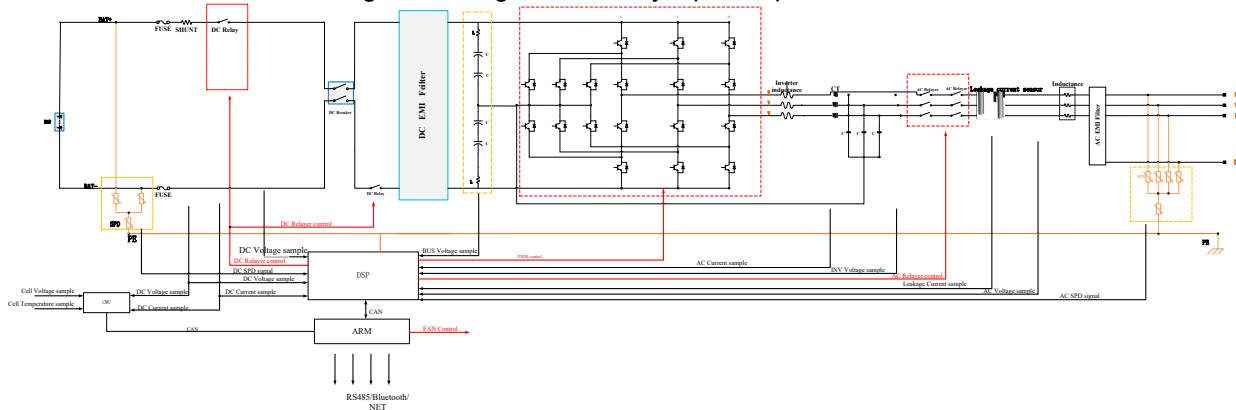 BAT+
FUSE
SHUNT
DC Relay
DC Breaker
DC EMI Feilter
L
C
C
C
C
L
Inverter
inductance
CT
C
C
C
AC Relayer
AC Relayer
Leakage current sensor
Inductance
AC EMI Filter
BAT-
FUSE
DC Relay
SPD
PE
PE
DC Relayer control
DC Voltage sample
DC Relayer control
DC SPD signal
DC Voltage sample
DC Current sample
DSP
BUS Voltage sample
PWM control
AC Current sample
INV Voltage sample
AC Relayer control
Leakage Current sample
AC Voltage sample
AC SPD signal
Cell Voltage sample
Cell Temperature sample
DC Voltage sample
DC Current sample
CAN
CAN
ARM
FAN Control
RS485/Bluetooth/
NET